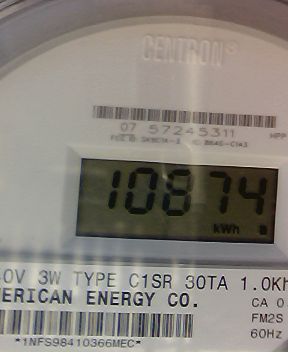 CENTRON®
07 57245311
10874
kWh
0V 3W TYPE C1SR 30TA 1.0Kh
ERICAN ENERGY CO.
CA 0
FM2S
60Hz
*1NFS98410366MEC*